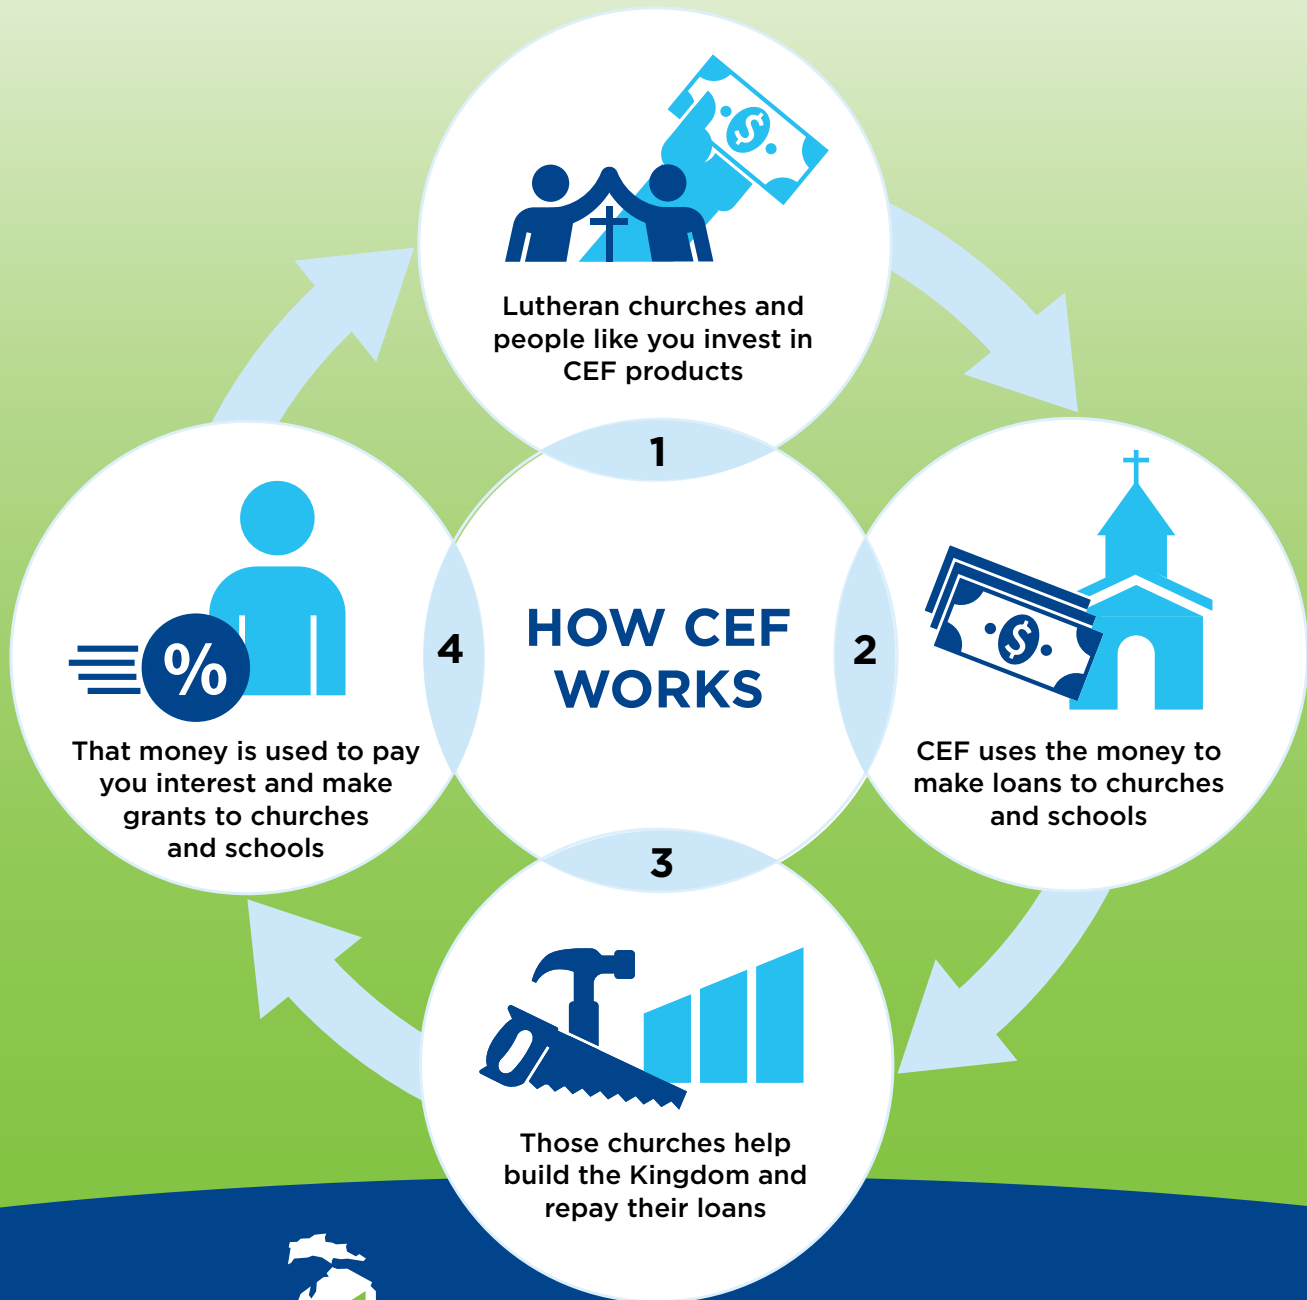 $
Lutheran churches and
people like you invest in
CEF products
1
HOW CEF
WORKS
2
$
CEF uses the money to
make loans to churches
and schools
3
Those churches help
build the Kingdom and
repay their loans
4
%
That money is used to pay
you interest and make
grants to churches
and schools